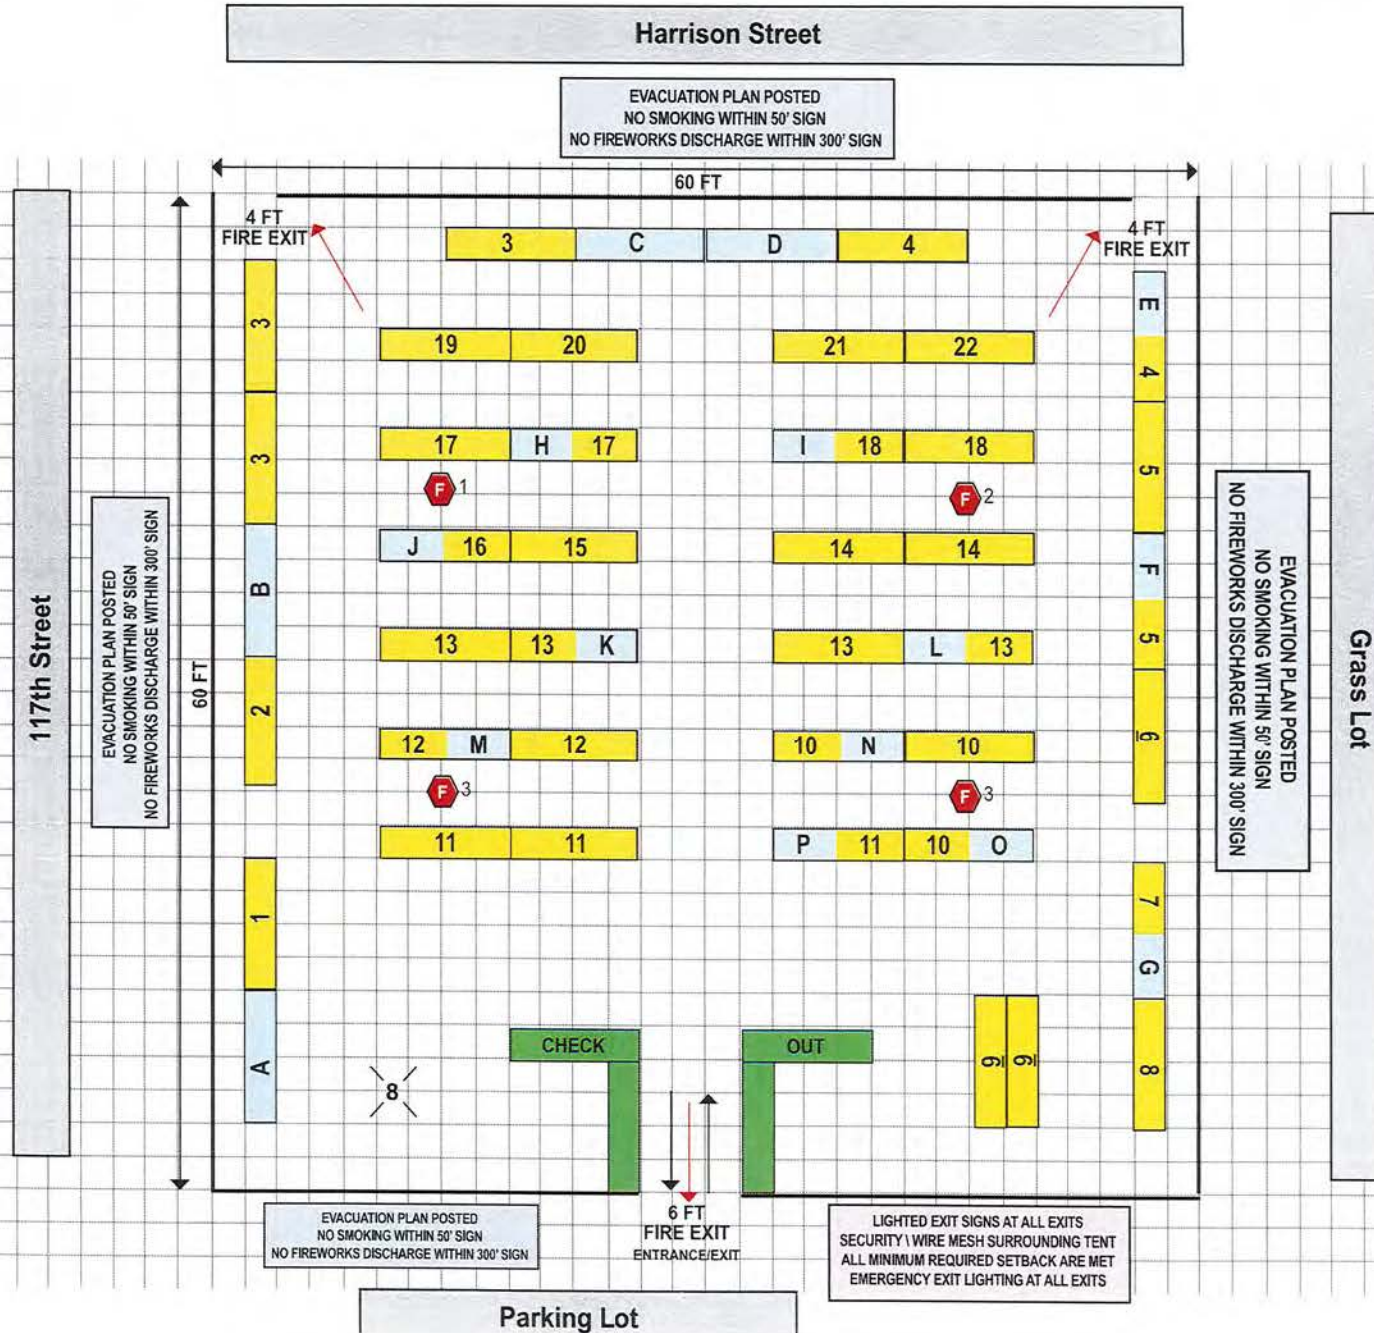 Harrison Street
EVACUATION PLAN POSTED
NO SMOKING WITHIN 50' SIGN
NO FIREWORKS DISCHARGE WITHIN 300' SIGN
60 FT
4 FT
FIRE EXIT
3 C D 4
4 FT
FIRE EXIT
117th Street
EVACUATION PLAN POSTED
NO SMOKING WITHIN 50' SIGN
NO FIREWORKS DISCHARGE WITHIN 300' SIGN
60 FT
3
3
B
2
1
A
19 20 21 22
17 H 17 I 18 18
F 1 F 2
J 16 15 14 14
13 13 K 13 L 13
12 M 12 10 N 10
F 3 F 3
11 11 P 11 10 O
E
4
5
F
5
6
7
G
8
EVACUATION PLAN POSTED
NO SMOKING WITHIN 50' SIGN
NO FIREWORKS DISCHARGE WITHIN 300' SIGN
Grass Lot
8
CHECK OUT
9 9
EVACUATION PLAN POSTED
NO SMOKING WITHIN 50' SIGN
NO FIREWORKS DISCHARGE WITHIN 300' SIGN
6 FT
FIRE EXIT
ENTRANCE/EXIT
LIGHTED EXIT SIGNS AT ALL EXITS
SECURITY \ WIRE MESH SURROUNDING TENT
ALL MINIMUM REQUIRED SETBACK ARE MET
EMERGENCY EXIT LIGHTING AT ALL EXITS
Parking Lot